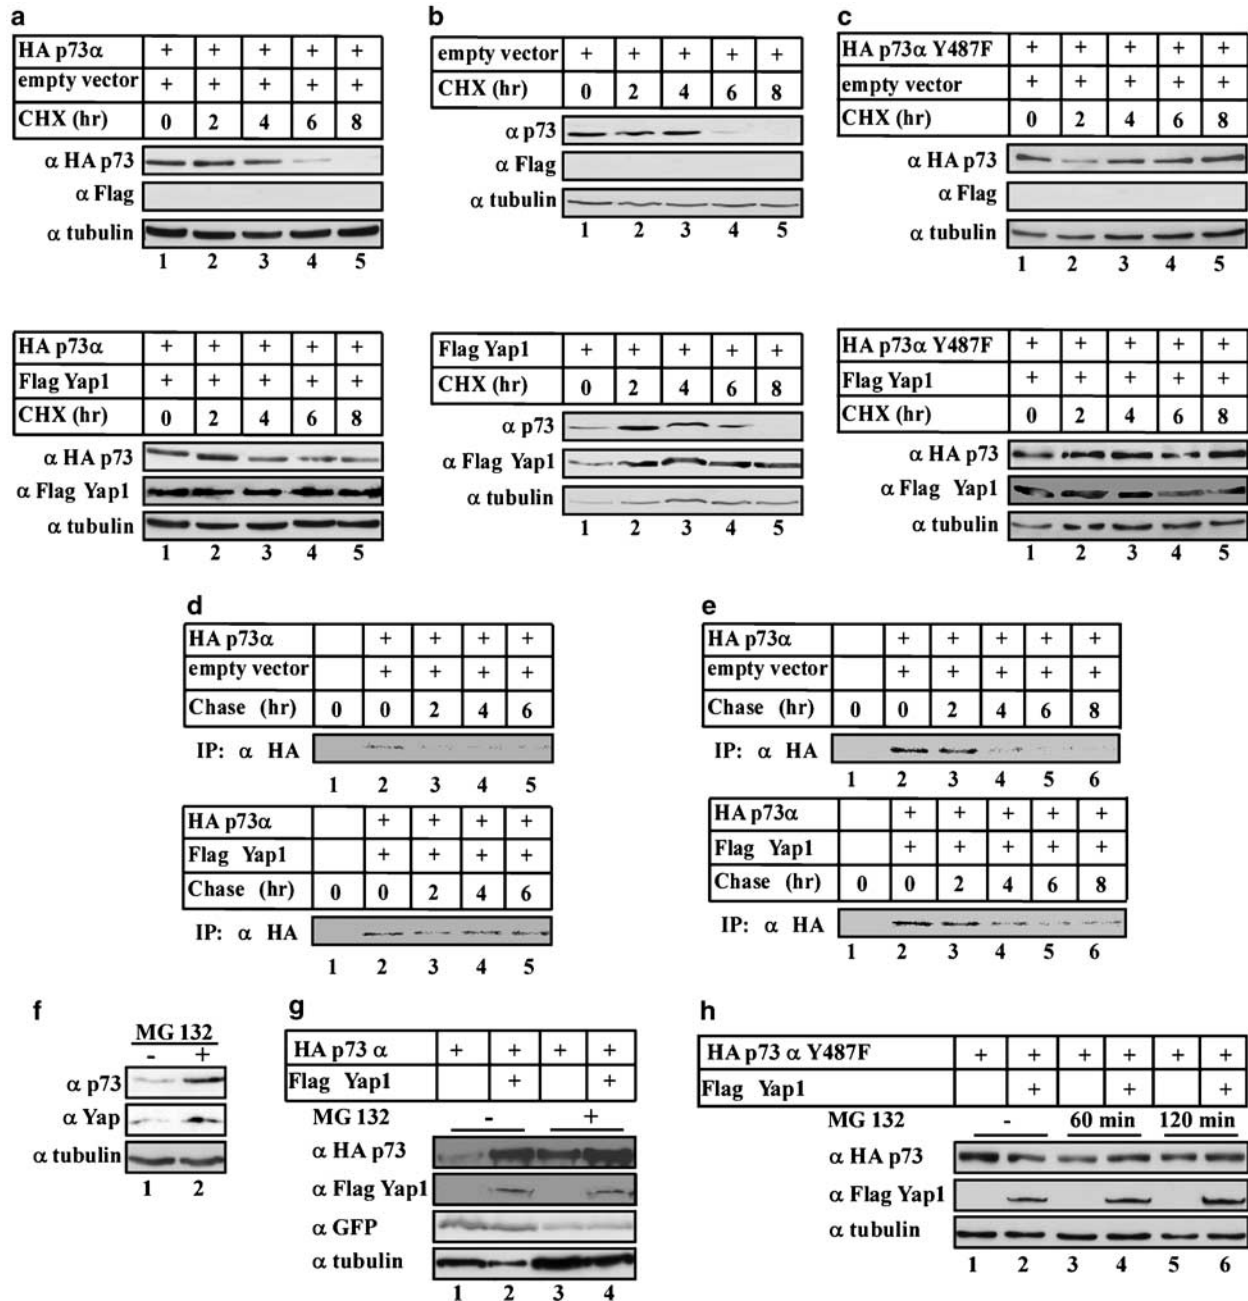 a
HA p73α + + + + +
empty vector + + + + +
CHX (hr) 0 2 4 6 8
α HA p73
α Flag
α tubulin
1 2 3 4 5
HA p73α + + + + +
Flag Yap1 + + + + +
CHX (hr) 0 2 4 6 8
α HA p73
α Flag Yap1
α tubulin
1 2 3 4 5
b
empty vector + + + + +
CHX (hr) 0 2 4 6 8
α p73
α Flag
α tubulin
1 2 3 4 5
Flag Yap1 + + + + +
CHX (hr) 0 2 4 6 8
α p73
α Flag Yap1
α tubulin
1 2 3 4 5
c
HA p73α Y487F + + + + +
empty vector + + + + +
CHX (hr) 0 2 4 6 8
α HA p73
α Flag
α tubulin
1 2 3 4 5
HA p73α Y487F + + + + +
Flag Yap1 + + + + +
CHX (hr) 0 2 4 6 8
α HA p73
α Flag Yap1
α tubulin
1 2 3 4 5
d
HA p73α + + + +
empty vector + + + +
Chase (hr) 0 0 2 4 6
IP: α HA
1 2 3 4 5
HA p73α + + + +
Flag Yap1 + + + +
Chase (hr) 0 0 2 4 6
IP: α HA
1 2 3 4 5
e
HA p73α + + + + +
empty vector + + + + +
Chase (hr) 0 0 2 4 6 8
IP: α HA
1 2 3 4 5 6
HA p73α + + + + +
Flag Yap1 + + + + +
Chase (hr) 0 0 2 4 6 8
IP: α HA
1 2 3 4 5 6
f
MG 132
- +
α p73
α Yap
α tubulin
1 2
g
HA p73 α + + + +
Flag Yap1 + +
MG 132 - +
α HA p73
α Flag Yap1
α GFP
α tubulin
1 2 3 4
h
HA p73 α Y487F + + + + + +
Flag Yap1 + + +
MG 132 - 60 min 120 min
α HA p73
α Flag Yap1
α tubulin
1 2 3 4 5 6